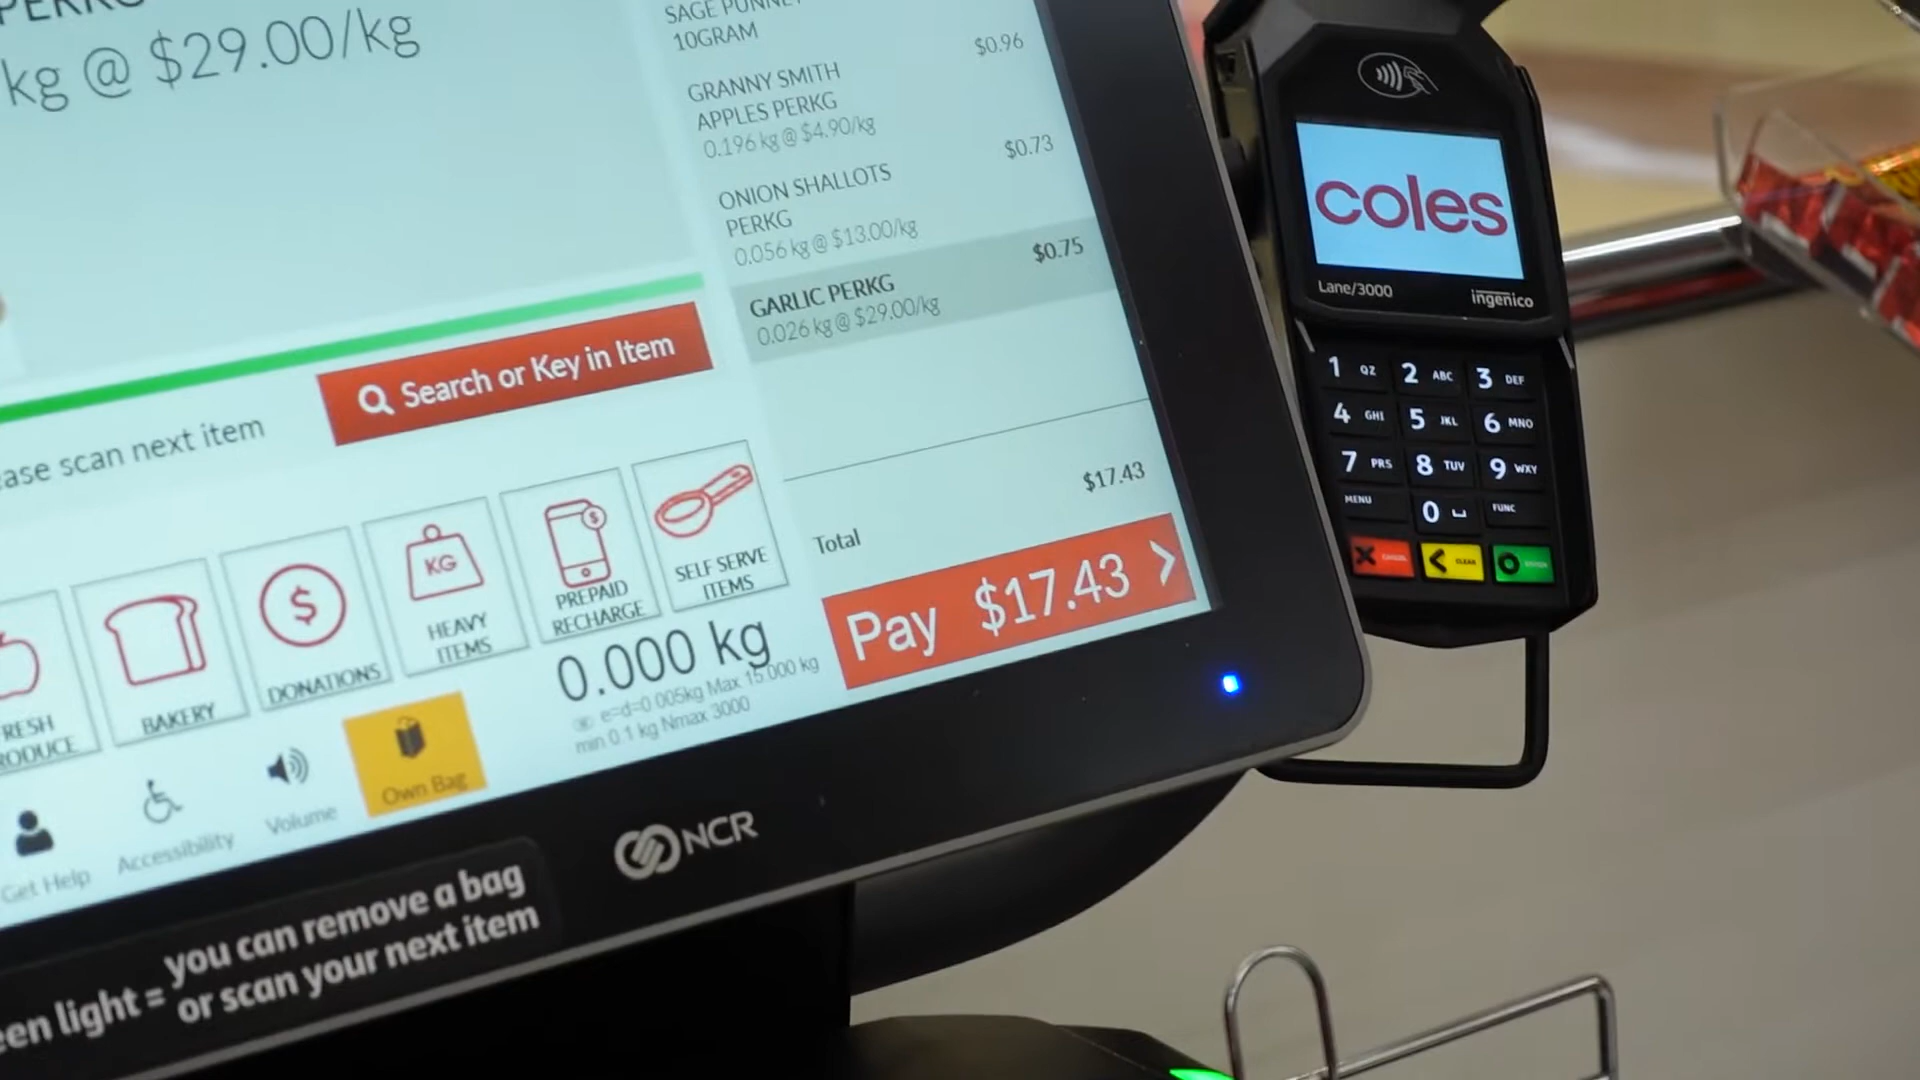 kg @ $29.00/kg
SAGE PUNNET
10GRAM
$0.96
GRANNY SMITH
APPLES PERKG
0.196 kg @ $4.90/kg
$0.73
ONION SHALLOTS
PERKG
0.056 kg @ $13.00/kg
$0.75
GARLIC PERKG
0.026 kg @ $29.00/kg
Search or Key in Item
ease scan next item
$17.43
Total
Pay $17.43
RESH
RODUCE
BAKERY
DONATIONS
KG
HEAVY
ITEMS
$
PREPAID
RECHARGE
SELF SERVE
ITEMS
0.000 kg
e=d=0.005kg Max 15.000 kg
min 0.1 kg Nmax 3000
Get Help
Accessibility
Volume
Own Bag
NCR
een light = you can remove a bag
or scan your next item
coles
Lane/3000
ingenico
1 QZ 2 ABC 3 DEF
4 GHI 5 JKL 6 MNO
7 PRS 8 TUV 9 WXY
MENU 0 FUNC
CANCEL CLEAR ENTER